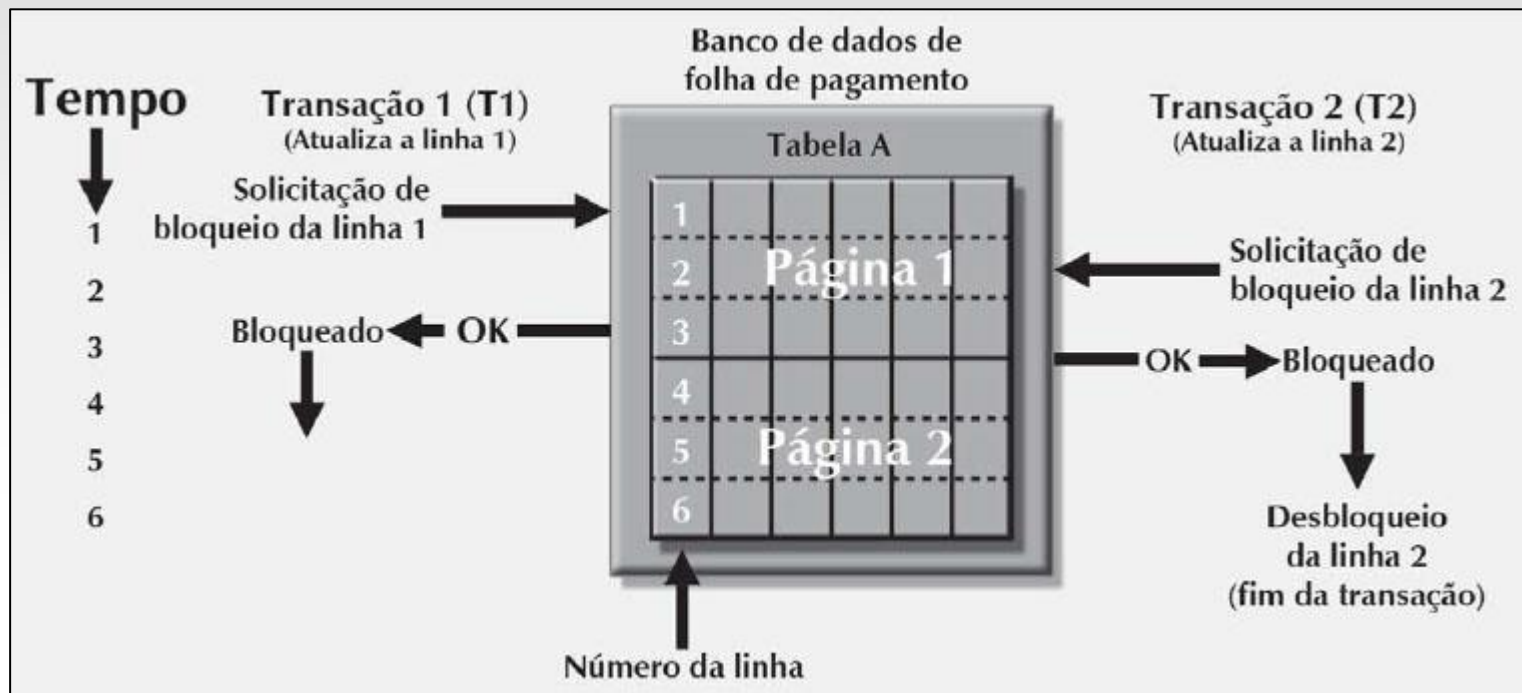 Banco de dados de
folha de pagamento
Tempo
Transação 1 (T1)
(Atualiza a linha 1)
Transação 2 (T2)
(Atualiza a linha 2)
Tabela A
Solicitação de
bloqueio da linha 1
Solicitação de
bloqueio da linha 2
1
2
3
4
5
6
Bloqueado
OK
1
2
3
4
5
6
Página 1
Página 2
OK
Bloqueado
Desbloqueio
da linha 2
(fim da transação)
Número da linha